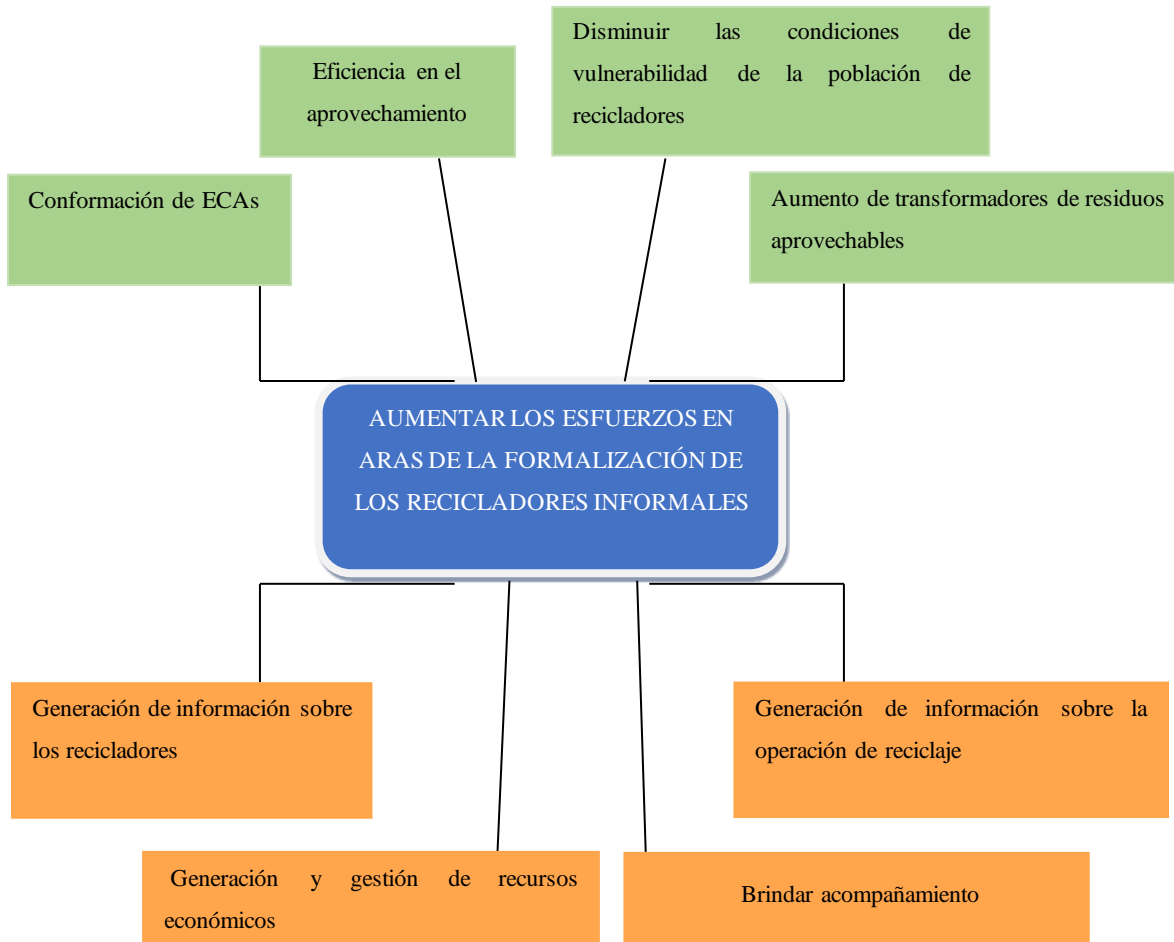 Eficiencia en el
aprovechamiento
Disminuir las condiciones de
vulnerabilidad de la población de
recicladores
Conformación de ECAs
Aumento de transformadores de residuos
aprovechables
AUMENTAR LOS ESFUERZOS EN
ARAS DE LA FORMALIZACIÓN DE
LOS RECICLADORES INFORMALES
Generación de información sobre
los recicladores
Generación de información sobre la
operación de reciclaje
Generación y gestión de recursos
económicos
Brindar acompañamiento